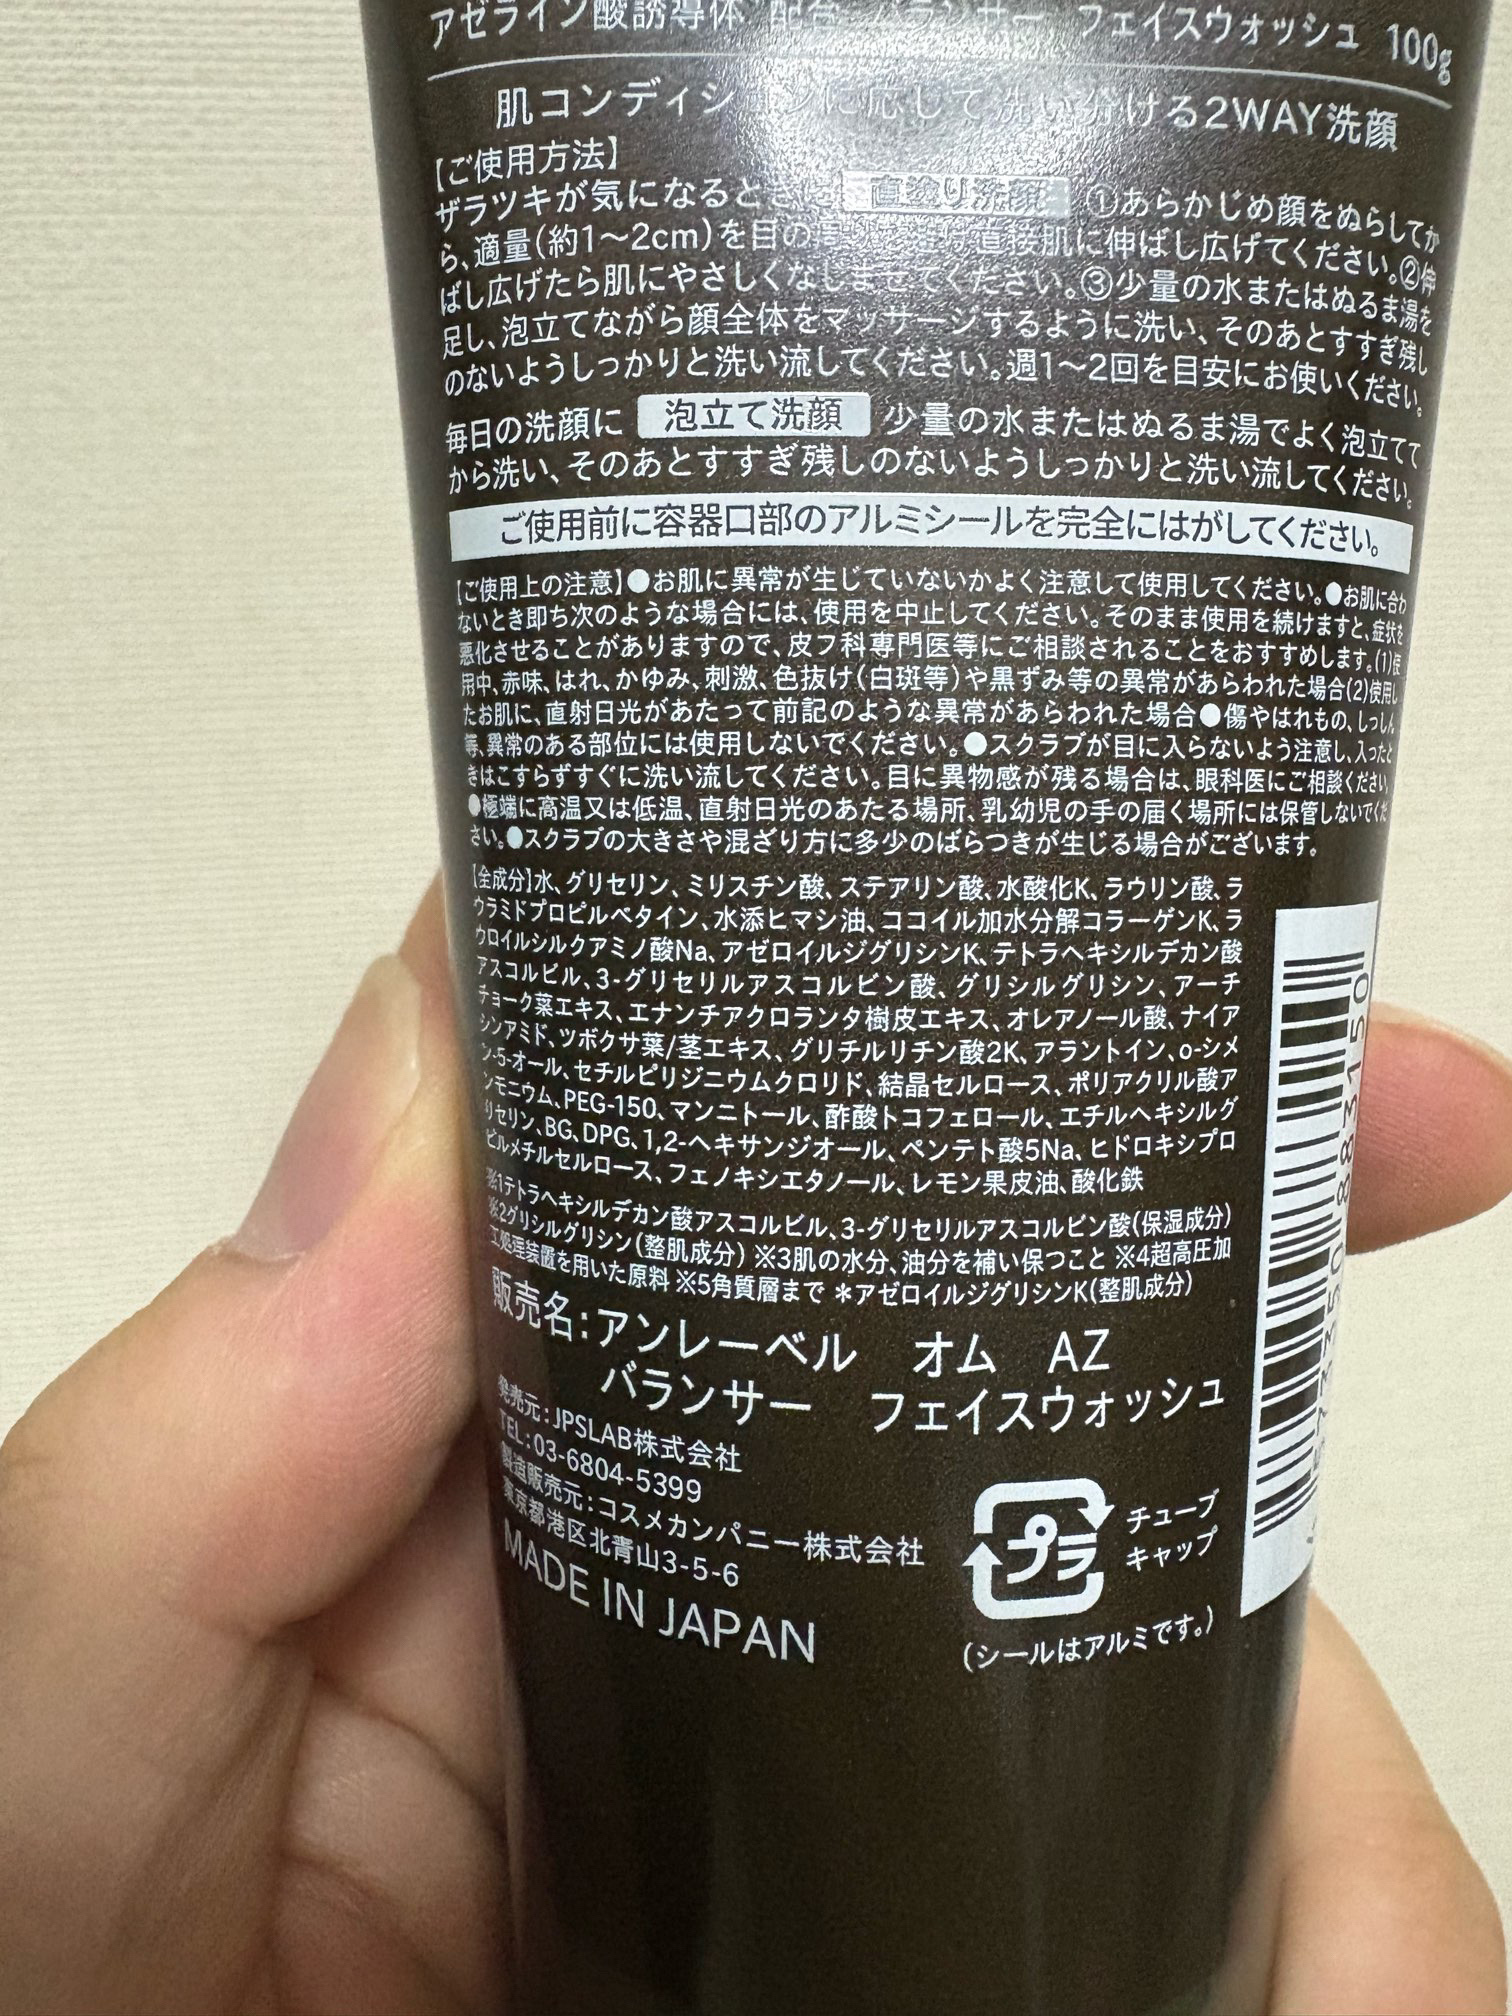 アゼライン酸誘導体*配合 バランサー フェイスウォッシュ 100g
肌コンディションに応じて洗い分ける2WAY洗顔
【ご使用方法】
ザラツキが気になるときに 直塗り洗顔 ①あらかじめ顔をぬらしてか
ら、適量(約1〜2cm)を目の周りを避け直接肌に伸ばし広げてください。②伸
ばし広げたら肌にやさしくなじませてください。③少量の水またはぬるま湯を
足し、泡立てながら顔全体をマッサージするように洗い、そのあとすすぎ残し
のないようしっかりと洗い流してください。週1〜2回を目安にお使いください。
毎日の洗顔に 泡立て洗顔 少量の水またはぬるま湯でよく泡立てて
から洗い、そのあとすすぎ残しのないようしっかりと洗い流してください。
ご使用前に容器口部のアルミシールを完全にはがしてください。
【ご使用上の注意】●お肌に異常が生じていないかよく注意して使用してください。●お肌に合わ
ないとき即ち次のような場合には、使用を中止してください。そのまま使用を続けますと、症状を
悪化させることがありますので、皮フ科専門医等にご相談されることをおすすめします。(1)使
用中、赤味、はれ、かゆみ、刺激、色抜け(白斑等)や黒ずみ等の異常があらわれた場合(2)使用し
たお肌に、直射日光があたって前記のような異常があらわれた場合●傷やはれもの、しっしん
等、異常のある部位には使用しないでください。●スクラブが目に入らないよう注意し、入ったと
きはこすらずすぐに洗い流してください。目に異物感が残る場合は、眼科医にご相談ください。
●極端に高温又は低温、直射日光のあたる場所、乳幼児の手の届く場所には保管しないでくだ
さい。●スクラブの大きさや混ざり方に多少のばらつきが生じる場合がございます。
【全成分】水、グリセリン、ミリスチン酸、ステアリン酸、水酸化K、ラウリン酸、ラ
ウラミドプロピルベタイン、水添ヒマシ油、ココイル加水分解コラーゲンK、ラ
ウロイルシルクアミノ酸Na、アゼロイルジグリシンK、テトラヘキシルデカン酸
アスコルビル、3-グリセリルアスコルビン酸、グリシルグリシン、アーチ
チョーク葉エキス、エナンチアクロランタ樹皮エキス、オレアノール酸、ナイア
シンアミド、ツボクサ葉/茎エキス、グリチルリチン酸2K、アラントイン、o-シメ
ン-5-オール、セチルピリジニウムクロリド、結晶セルロース、ポリアクリル酸ア
ンモニウム、PEG-150、マンニトール、酢酸トコフェロール、エチルヘキシルグ
リセリン、BG、DPG、1,2-ヘキサンジオール、ペンテト酸5Na、ヒドロキシプロ
ピルメチルセルロース、フェノキシエタノール、レモン果皮油、酸化鉄
※1テトラヘキシルデカン酸アスコルビル、3-グリセリルアスコルビン酸(保湿成分)
※2グリシルグリシン(整肌成分) ※3肌の水分、油分を補い保つこと ※4超高圧加
工処理装置を用いた原料 ※5角質層まで *アゼロイルジグリシンK(整肌成分)
販売名:アンレーベル オム AZ
バランサー フェイスウォッシュ
発売元:JPSLAB株式会社
TEL:03-6804-5399
製造販売元:コスメカンパニー株式会社
東京都港区北青山3-5-6
MADE IN JAPAN
プラ
チューブ
キャップ
(シールはアルミです。)